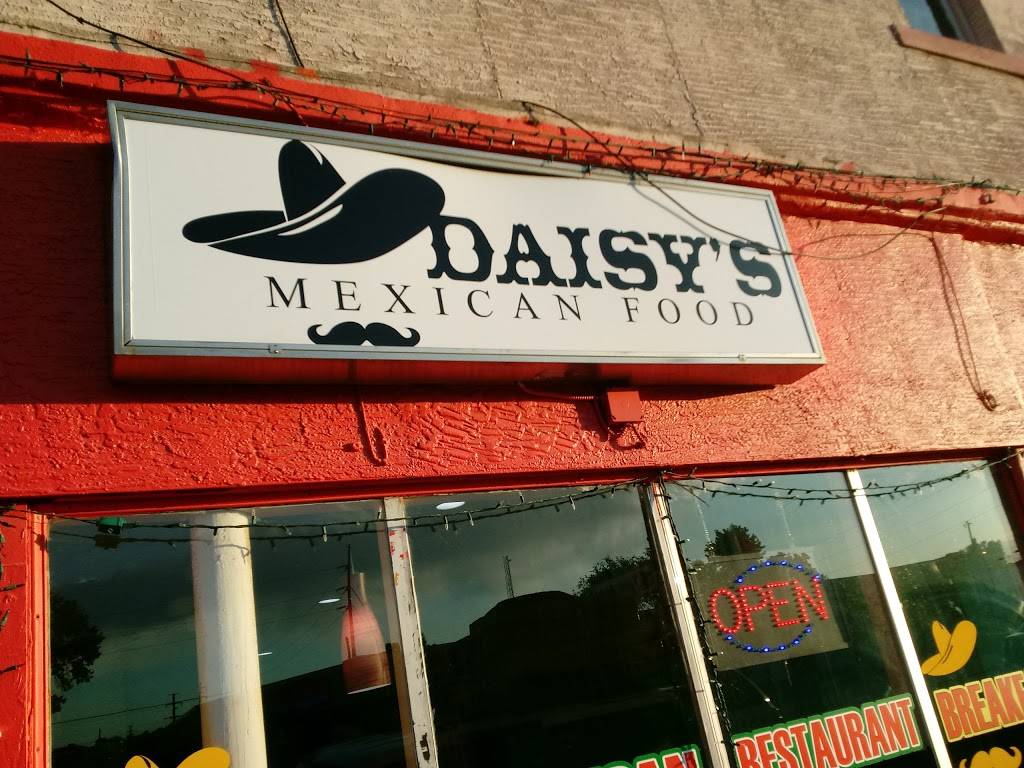 DAISY'S
MEXICAN FOOD
OPEN
RESTAURANT